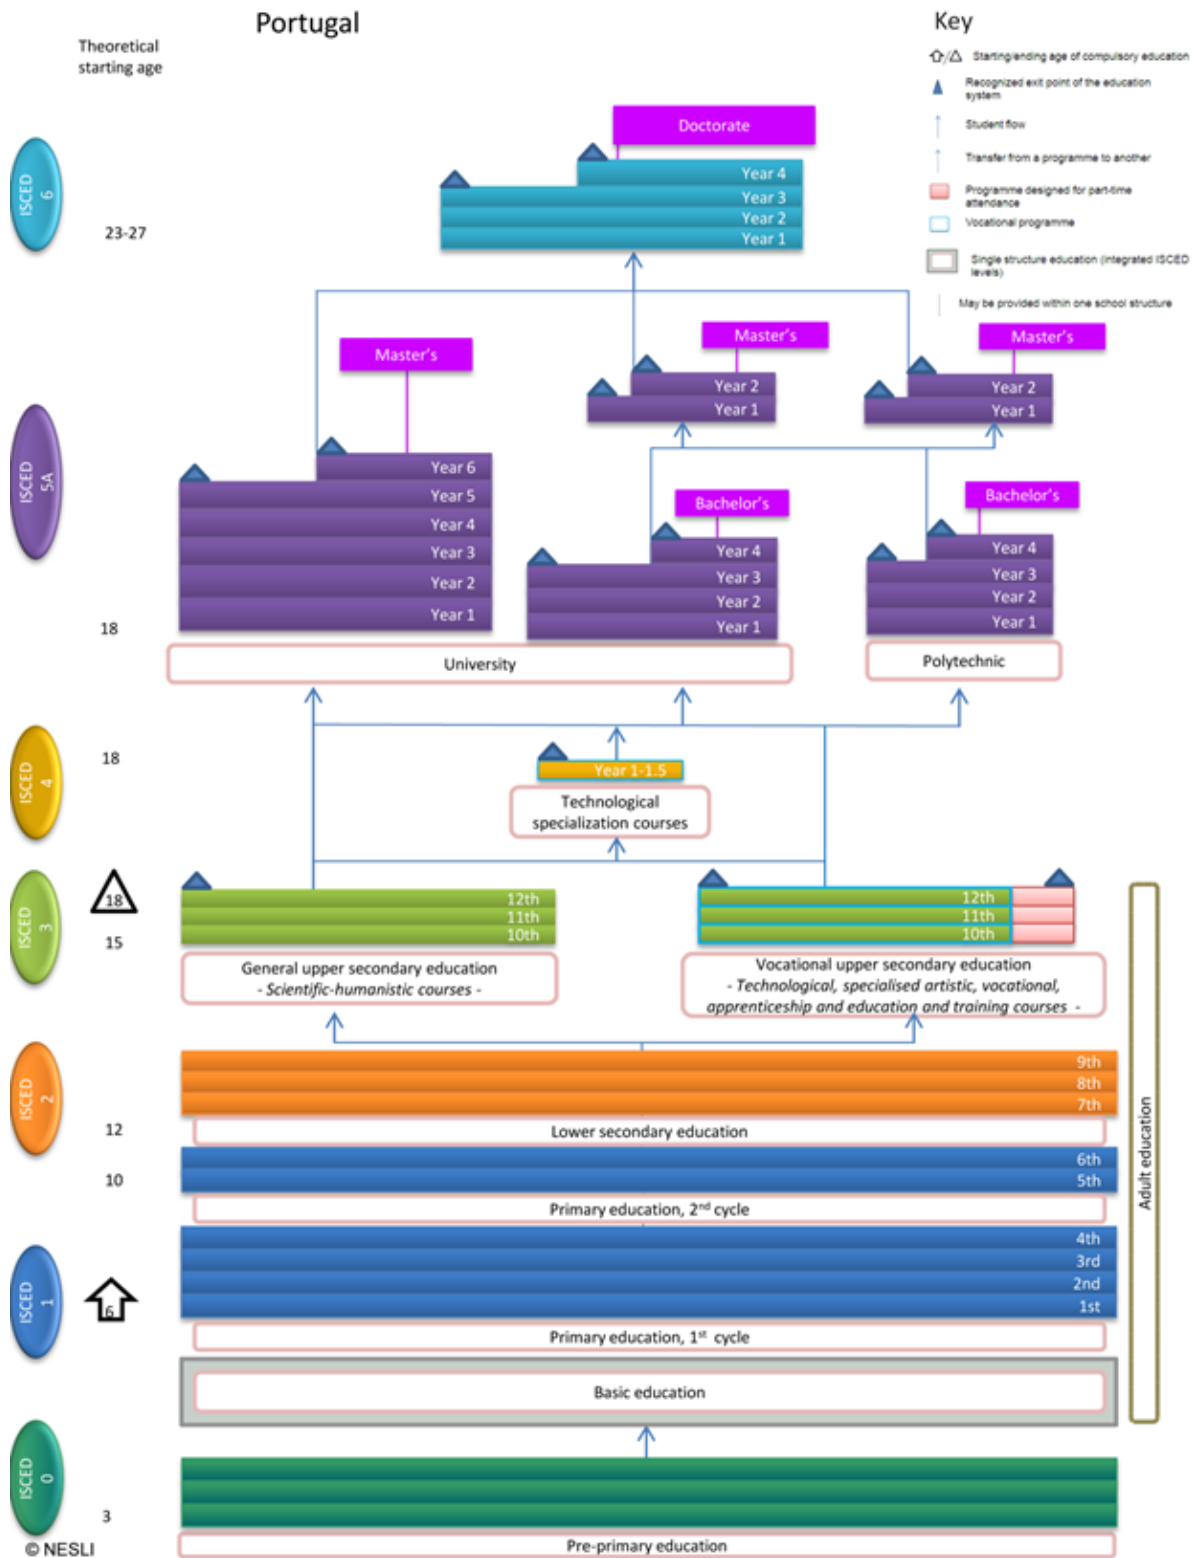 Portugal
Key
Theoretical
starting age
Starting/ending age of compulsory education
Recognized exit point of the education
system
Student flow
Transfer from a programme to another
Programme designed for part-time
attendance
Vocational programme
Single structure education (integrated ISCED
levels)
May be provided within one school structure
ISCED
6
23-27
Doctorate
Year 4
Year 3
Year 2
Year 1
ISCED
5A
18
Master's
Year 6
Year 5
Year 4
Year 3
Year 2
Year 1
Master's
Year 2
Year 1
Bachelor's
Year 4
Year 3
Year 2
Year 1
Master's
Year 2
Year 1
Bachelor's
Year 4
Year 3
Year 2
Year 1
University
Polytechnic
ISCED
4
18
Year 1-1.5
Technological
specialization courses
ISCED
3
18
15
12th
11th
10th
General upper secondary education
- Scientific-humanistic courses -
12th
11th
10th
Vocational upper secondary education
- Technological, specialised artistic, vocational,
apprenticeship and education and training courses -
ISCED
2
12
9th
8th
7th
Lower secondary education
10
6th
5th
Primary education, 2nd cycle
ISCED
1
6
4th
3rd
2nd
1st
Primary education, 1st cycle
Basic education
Adult education
ISCED
0
3
Pre-primary education
© NESLI